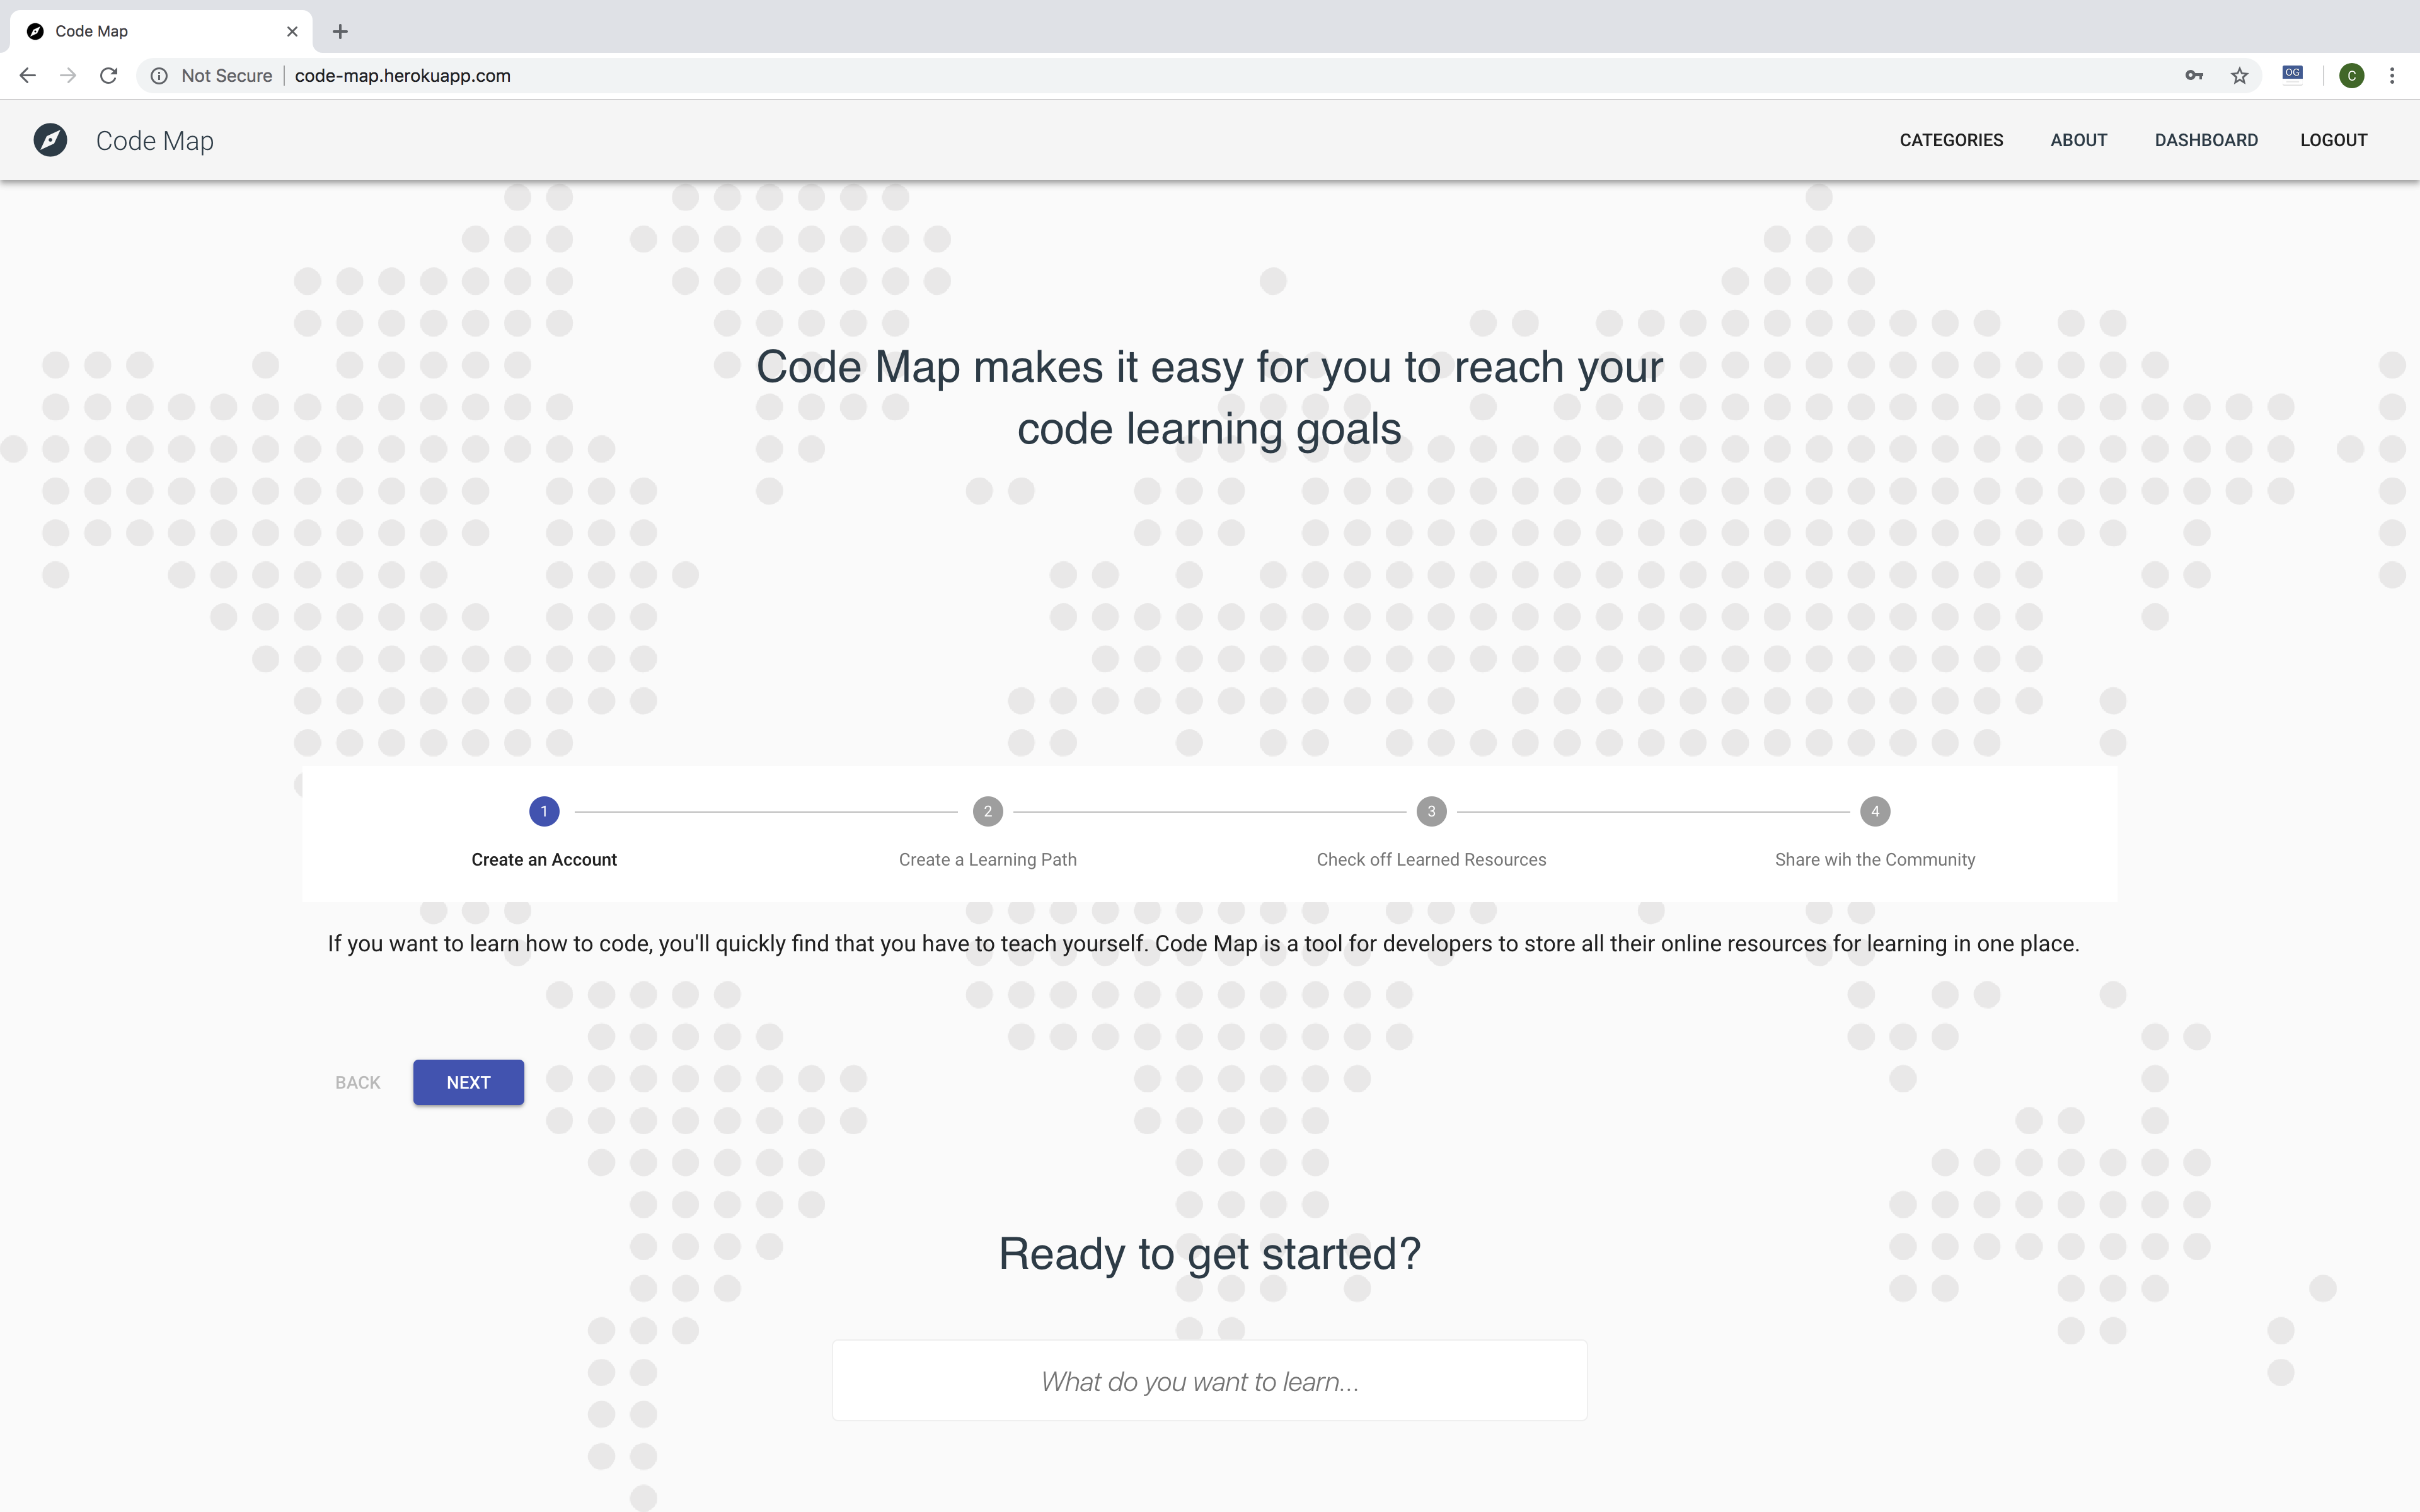 Code Map
Not Secure code-map.herokuapp.com
OG
C
Code Map
CATEGORIES ABOUT DASHBOARD LOGOUT
Code Map makes it easy for you to reach your
code learning goals
1 2 3 4
Create an Account Create a Learning Path Check off Learned Resources Share wih the Community
If you want to learn how to code, you'll quickly find that you have to teach yourself. Code Map is a tool for developers to store all their online resources for learning in one place.
BACK NEXT
Ready to get started?
What do you want to learn...